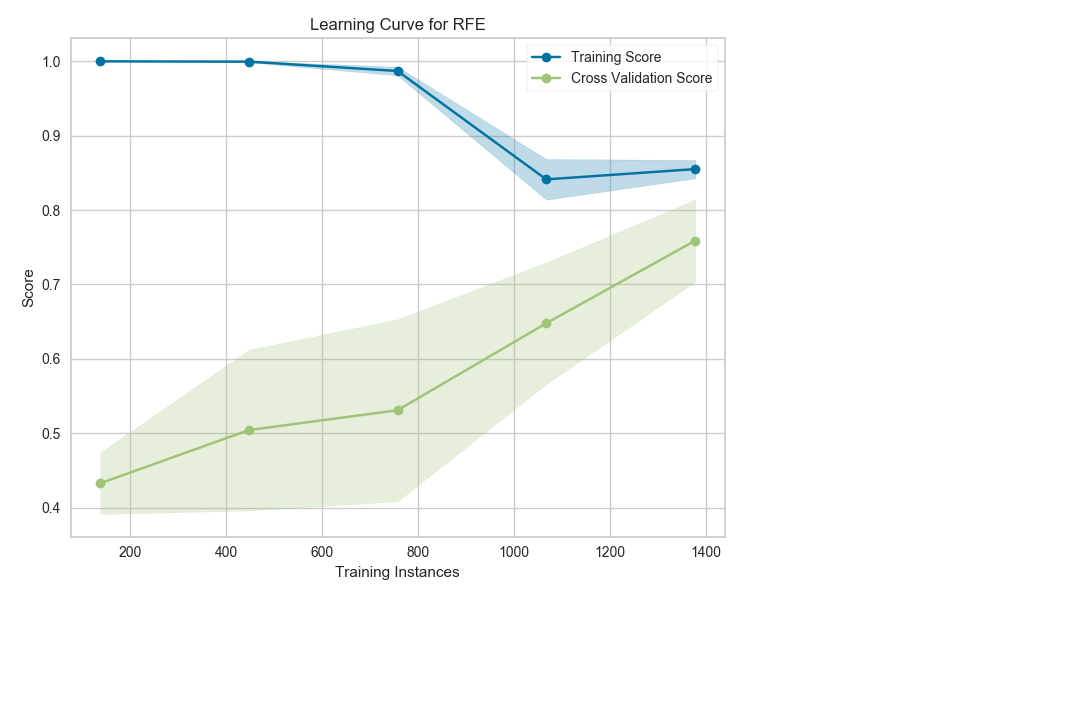 Learning Curve for RFE
Training Score
Cross Validation Score
1.0
0.9
0.8
0.7
0.6
0.5
0.4
Score
200 400 600 800 1000 1200 1400
Training Instances